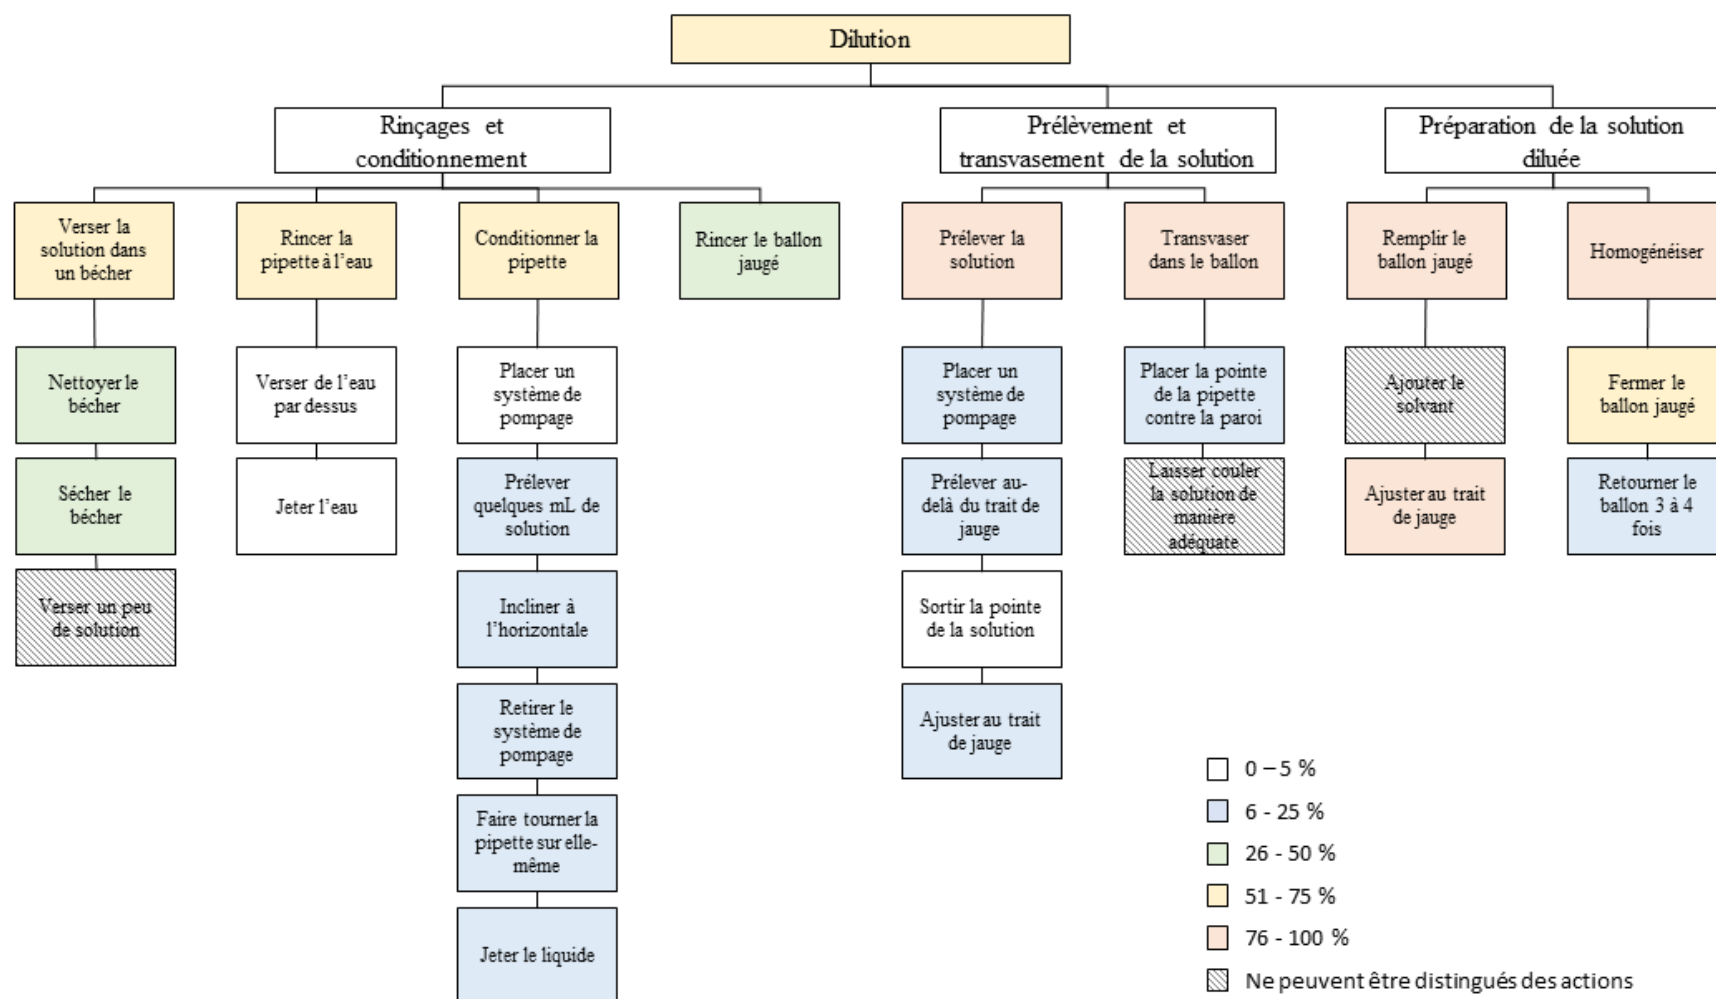 Dilution
Rinçages et
conditionnement
Prélèvement et
transvasement de la solution
Préparation de la solution
diluée
Verser la
solution dans
un bécher
Rincer la
pipette à l'eau
Conditionner la
pipette
Rincer le ballon
jaugé
Prélever la
solution
Transvaser
dans le ballon
Remplir le
ballon jaugé
Homogénéiser
Nettoyer le
bécher
Verser de l'eau
par dessus
Placer un
système de
pompage
Placer un
système de
pompage
Placer la pointe
de la pipette
contre la paroi
Ajouter le
solvant
Fermer le
ballon jaugé
Sécher le
bécher
Jeter l'eau
Prélever
quelques mL de
solution
Prélever au-
delà du trait de
jauge
Laisser couler
la solution de
manière
adéquate
Ajuster au trait
de jauge
Retourner le
ballon 3 à 4
fois
Verser un peu
de solution
Incliner à
l'horizontale
Sortir la pointe
de la solution
Retirer le
système de
pompage
Ajuster au trait
de jauge
Faire tourner la
pipette sur elle-
même
Jeter le liquide
0 – 5 %
6 - 25 %
26 - 50 %
51 - 75 %
76 - 100 %
Ne peuvent être distingués des actions